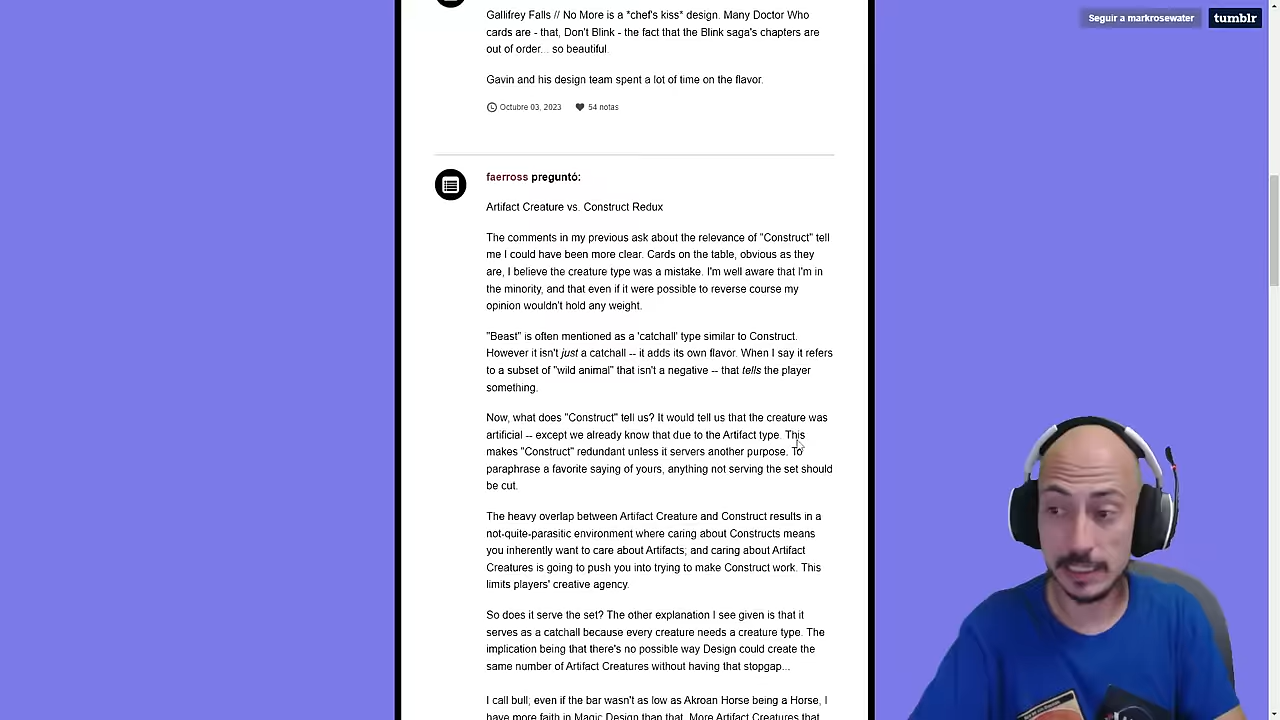 Seguir a markrosewater
tumblr
Gallifrey Falls // No More is a *chef's kiss* design. Many Doctor Who
cards are - that, Don't Blink - the fact that the Blink saga's chapters are
out of order... so beautiful.
Gavin and his design team spent a lot of time on the flavor.
Octubre 03, 2023 54 notas
faerross preguntó:
Artifact Creature vs. Construct Redux
The comments in my previous ask about the relevance of "Construct" tell
me I could have been more clear. Cards on the table, obvious as they
are, I believe the creature type was a mistake. I'm well aware that I'm in
the minority, and that even if it were possible to reverse course my
opinion wouldn't hold any weight.
"Beast" is often mentioned as a 'catchall' type similar to Construct.
However it isn't just a catchall -- it adds its own flavor. When I say it refers
to a subset of "wild animal" that isn't a negative -- that tells the player
something.
Now, what does "Construct" tell us? It would tell us that the creature was
artificial -- except we already know that due to the Artifact type. This
makes "Construct" redundant unless it servers another purpose. To
paraphrase a favorite saying of yours, anything not serving the set should
be cut.
The heavy overlap between Artifact Creature and Construct results in a
not-quite-parasitic environment where caring about Constructs means
you inherently want to care about Artifacts; and caring about Artifact
Creatures is going to push you into trying to make Construct work. This
limits players' creative agency.
So does it serve the set? The other explanation I see given is that it
serves as a catchall because every creature needs a creature type. The
implication being that there's no possible way Design could create the
same number of Artifact Creatures without having that stopgap...
I call bull; even if the bar wasn't as low as Akroan Horse being a Horse, I
have more faith in Magic Design than that. More Artifact Creatures that